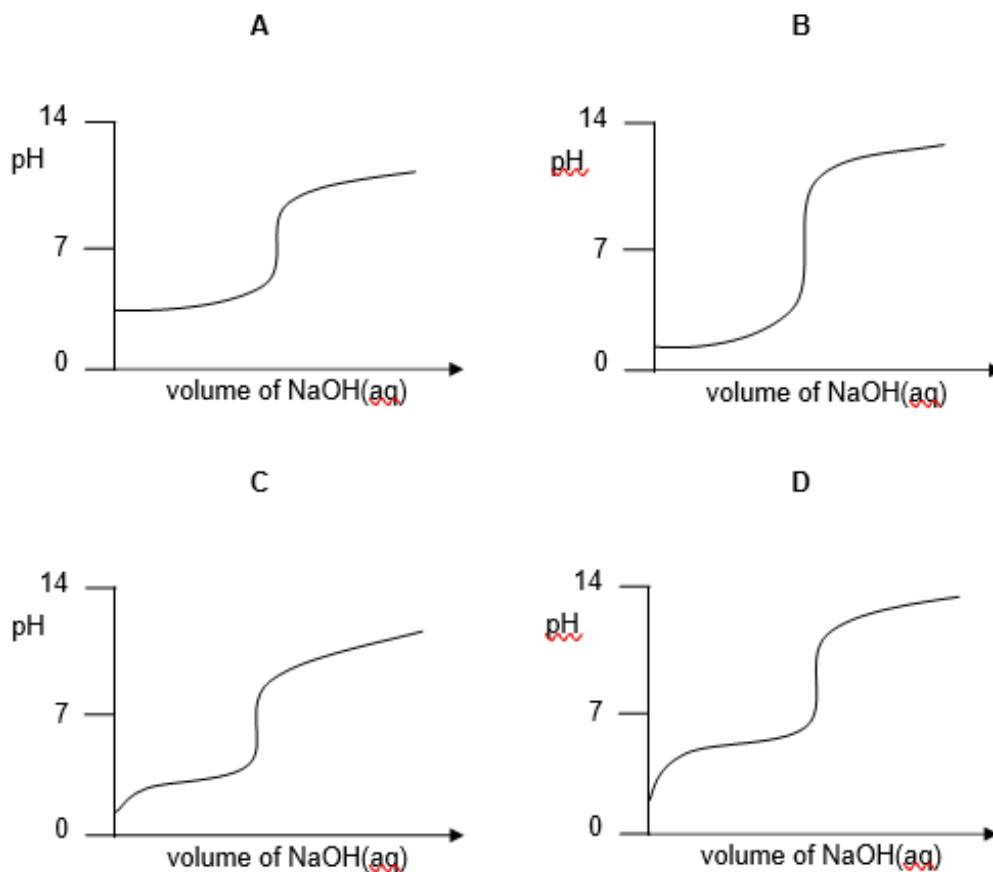 A
B
14
pH
7
0
volume of NaOH(aq)
14
pH
7
0
volume of NaOH(aq)
C
D
14
pH
7
0
volume of NaOH(aq)
14
pH
7
0
volume of NaOH(aq)